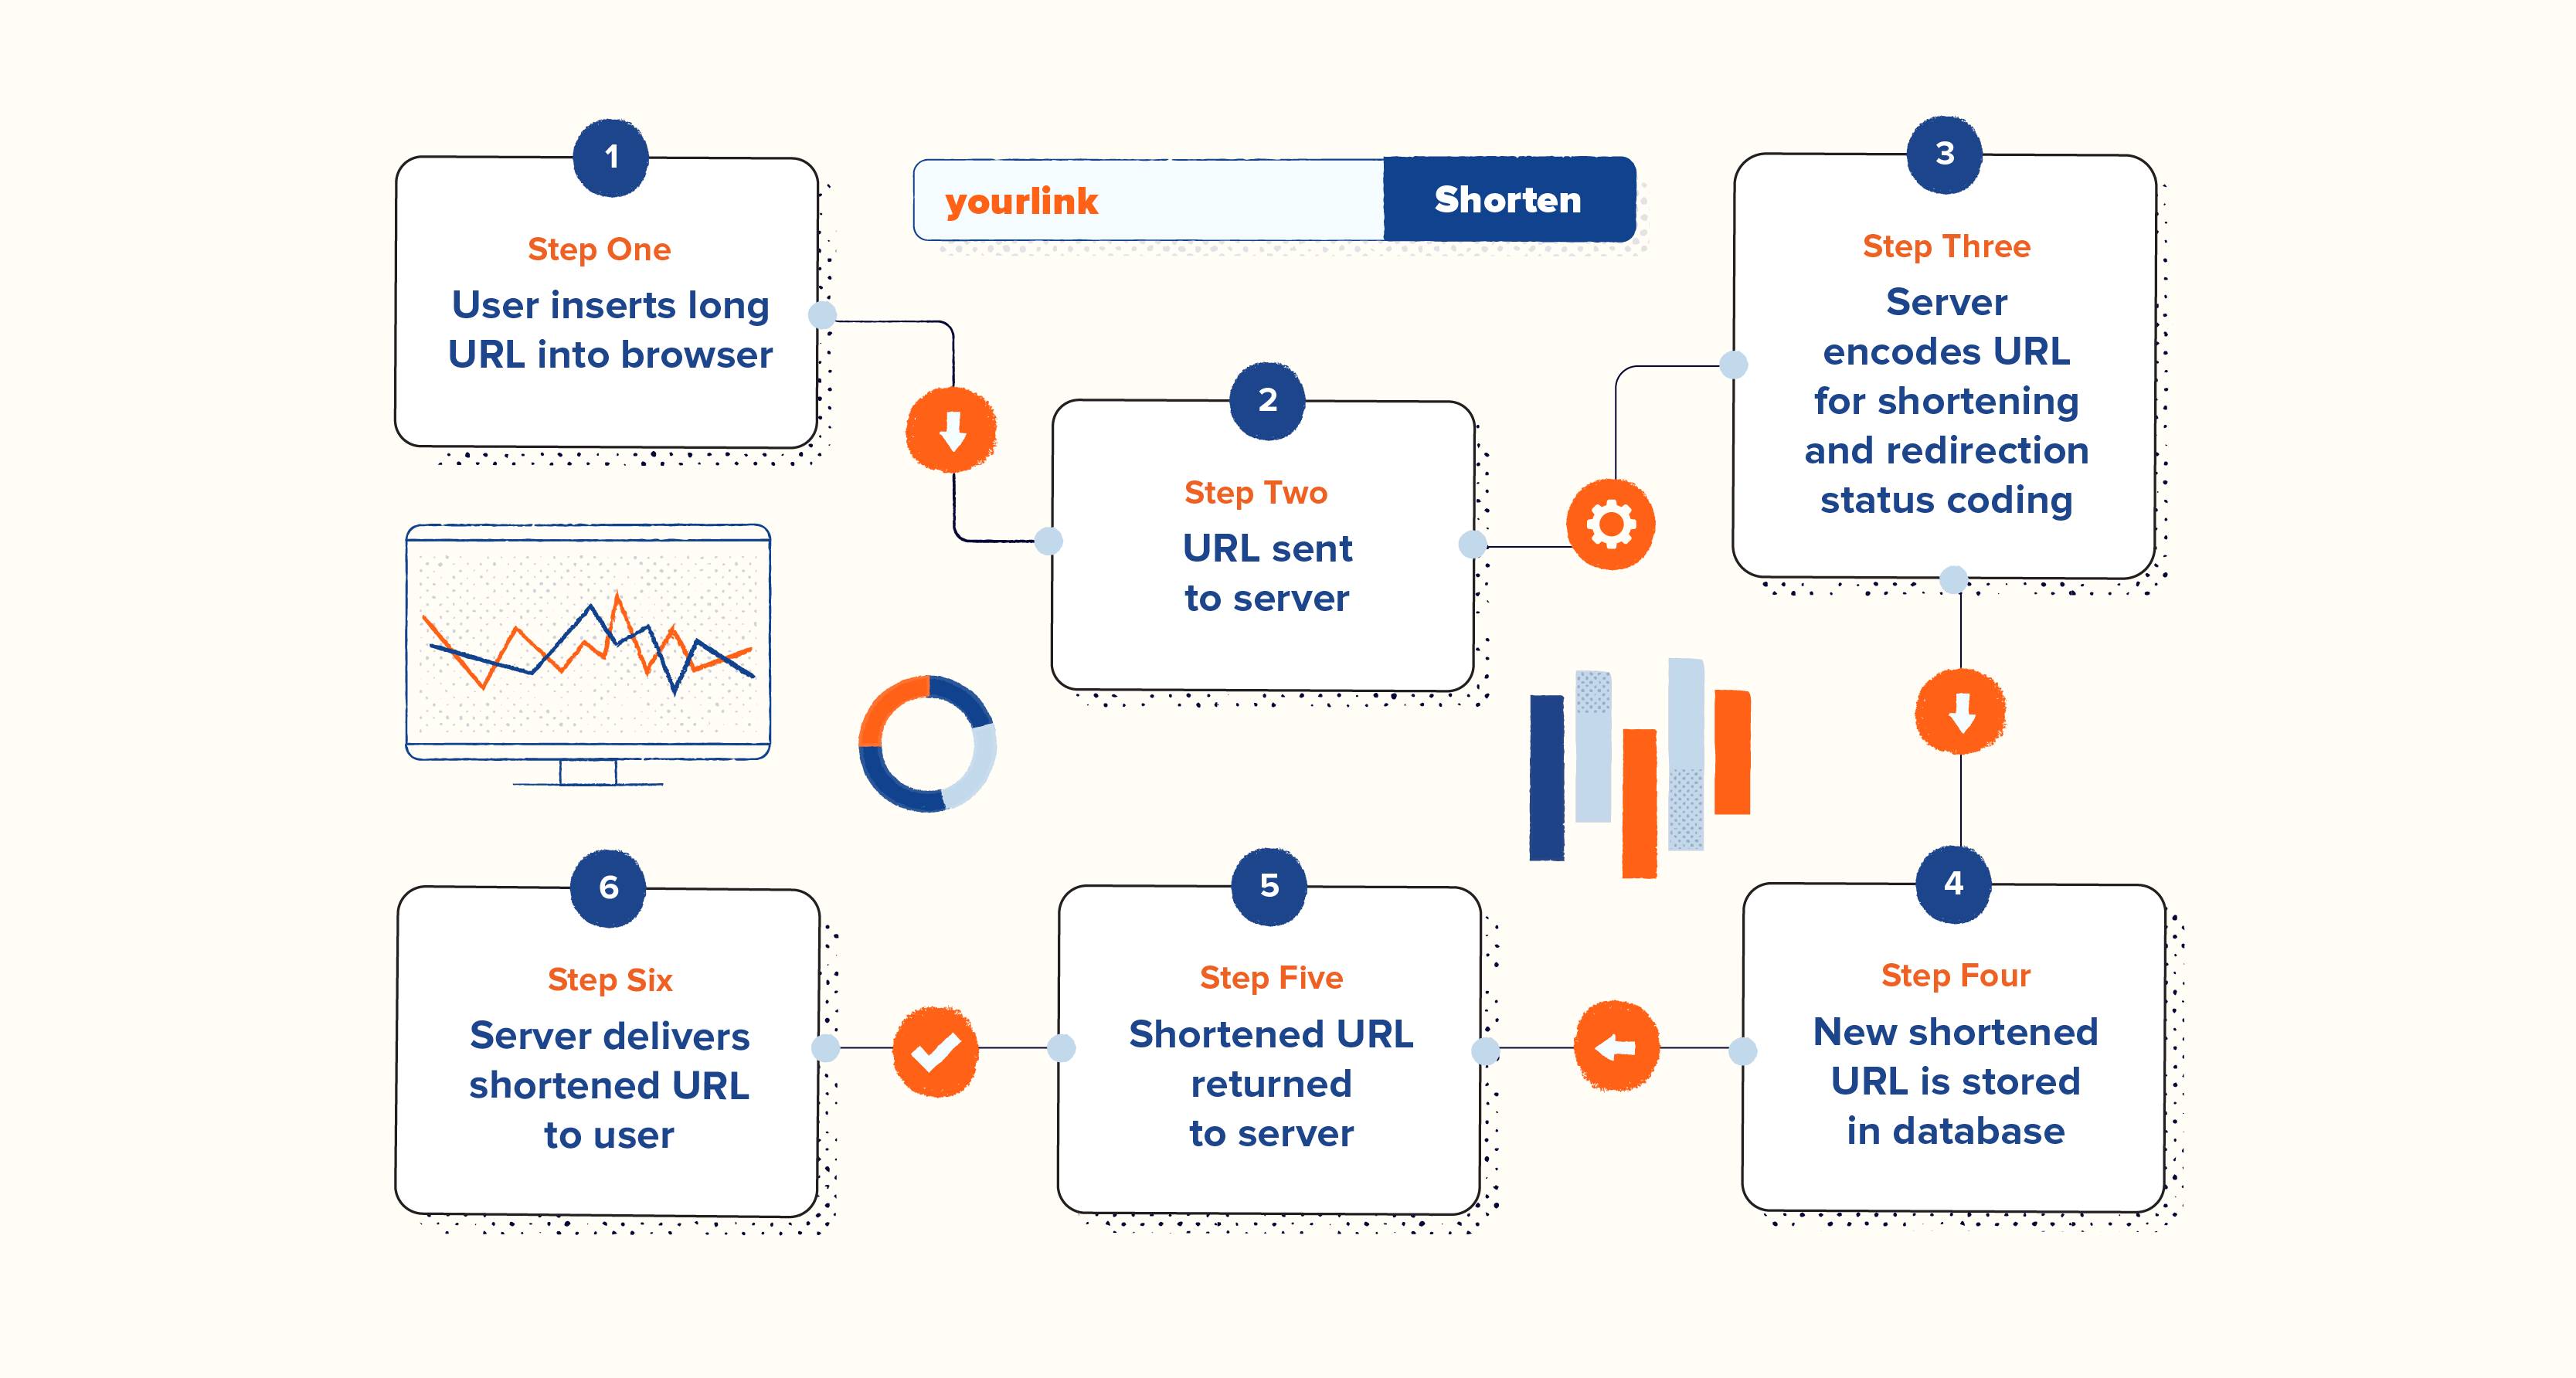 1
Step One
User inserts long
URL into browser
yourlink
Shorten
2
Step Two
URL sent
to server
3
Step Three
Server
encodes URL
for shortening
and redirection
status coding
4
Step Four
New shortened
URL is stored
in database
5
Step Five
Shortened URL
returned
to server
6
Step Six
Server delivers
shortened URL
to user